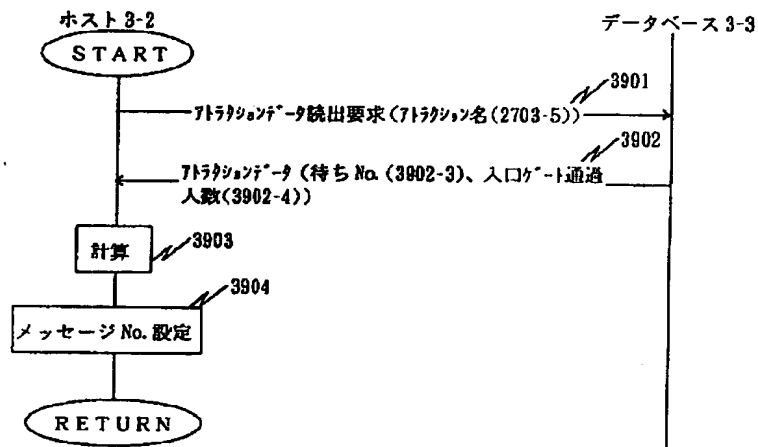 ホスト 3-2
データベース 3-3
START
3901
アトラクションデータ読出要求(アトラクション名(2703-5))
3902
アトラクションデータ(待ち No. (3902-3)、入口ゲート通過
人数(3902-4))
計算
3903
3904
メッセージ No. 設定
RETURN